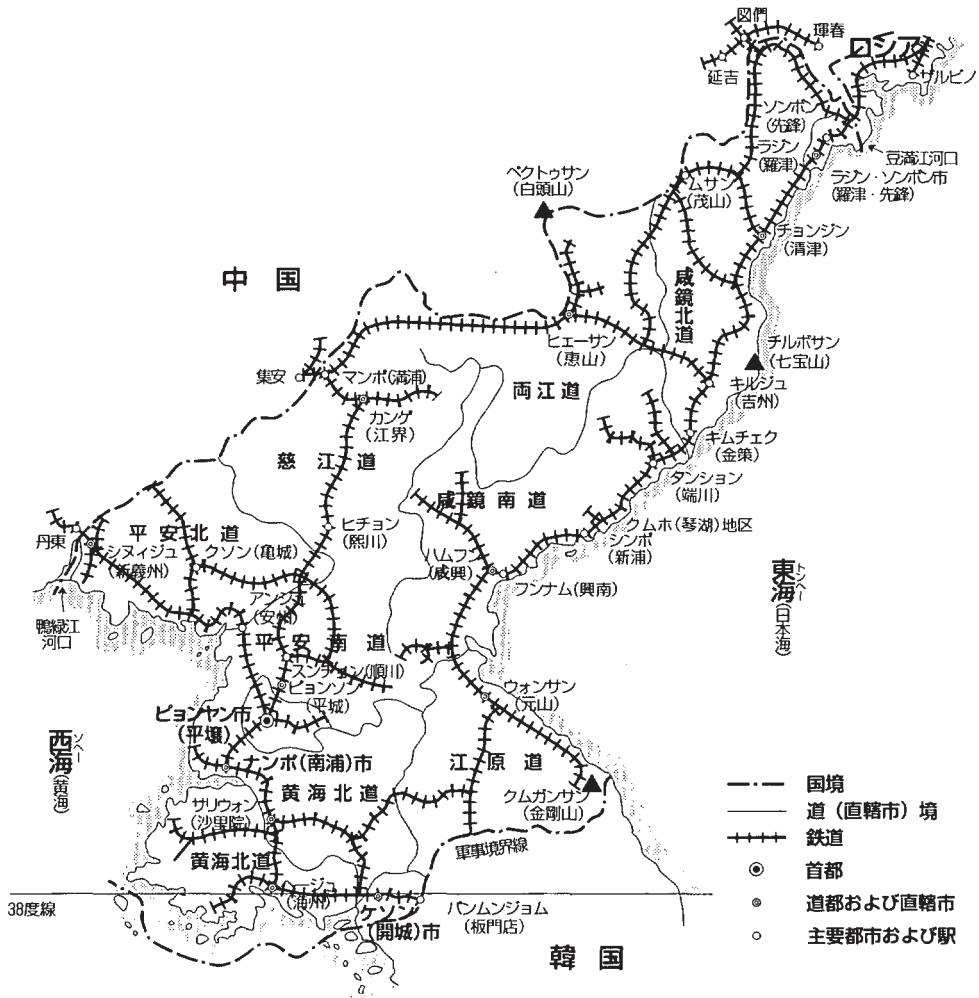 図們
琿春
ロシア
延吉
ザルビノ
ソンボン
(先鋒)
ラジン
(羅津)
豆満江河口
ラジン・ソンボン市
(羅津・先鋒)
ペクトゥサン
(白頭山)
ムサン
(茂山)
チョンジン
(清津)
中国
咸鏡北道
ヒェーサン
(恵山)
チルボサン
(七宝山)
集安
マンポ(満浦)
両江道
キルジュ
(吉州)
カンゲ
(江界)
キムチェク
(金策)
慈江道
タンション
(端川)
咸鏡南道
クムホ(琴湖)地区
シンポ
(新浦)
平安北道
ヒチョン
(熙川)
丹東
シヌィジュ
(新義州)
クソン(亀城)
ハムフン
(咸興)
フンナム(興南)
東海
トンヘー
(日本海)
アンジュ
(安州)
鴨緑江
河口
平安南道
スンチョン(順川)
ピョンソン
(平城)
ウォンサン
(元山)
ピョンヤン市
(平壌)
西海
ソヘー
(黄海)
ナンポ(南浦)市
江原道
黄海北道
クムガンサン
(金剛山)
サリウォン
(沙里院)
軍事境界線
黄海北道
38度線
ケソン
(開城)市
パンムンジョム
(板門店)
韓国
国境
道(直轄市)境
鉄道
首都
道都および直轄市
主要都市および駅